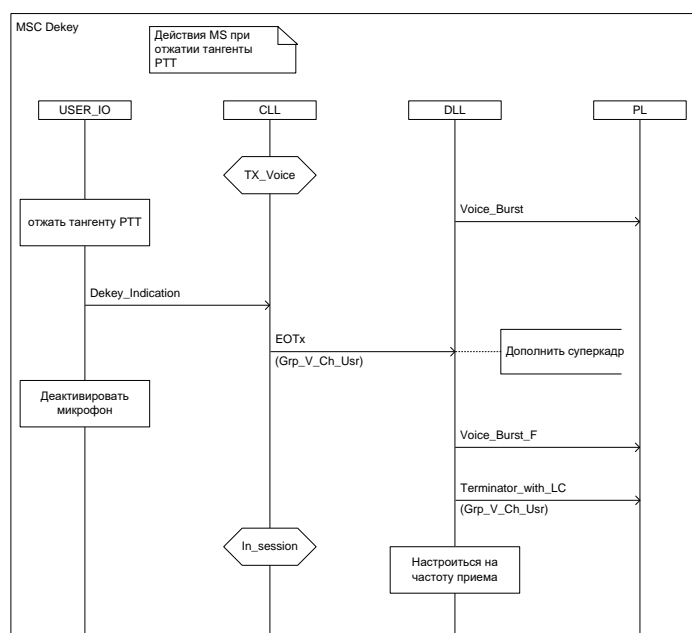 MSC Dekey
Действия MS при
отжатии тангенты
PTT
USER_IO
CLL
DLL
PL
TX_Voice
отжать тангенту PTT
Voice_Burst
Dekey_Indication
EOTx
(Grp_V_Ch_Usr)
Дополнить суперкадр
Деактивировать
микрофон
Voice_Burst_F
Terminator_with_LC
(Grp_V_Ch_Usr)
In_session
Настроиться на
частоту приема